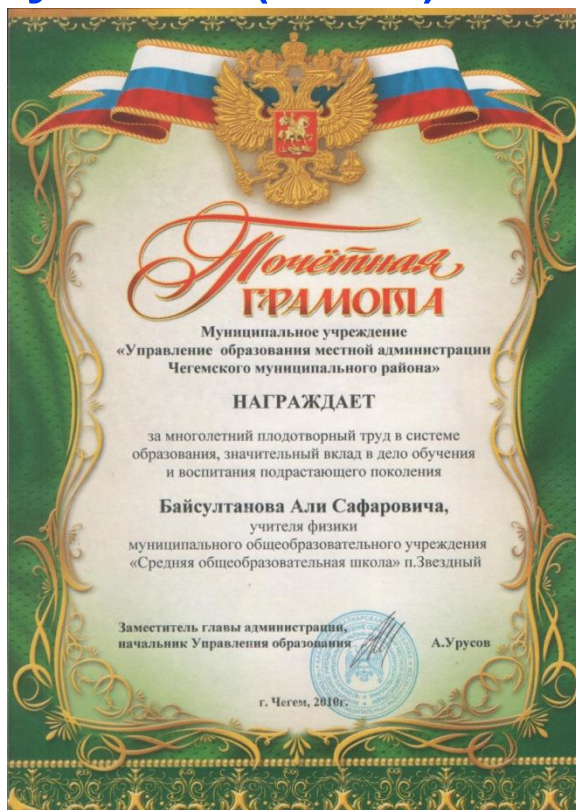 Почётная
ГРАМОТА
Муниципальное учреждение
«Управление образования местной администрации
Чегемского муниципального района»
НАГРАЖДАЕТ
за многолетний плодотворный труд в системе
образования, значительный вклад в дело обучения
и воспитания подрастающего поколения
Байсултанова Али Сафаровича,
учителя физики
муниципального общеобразовательного учреждения
«Средняя общеобразовательная школа» п.Звездный
Заместитель главы администрации,
начальник Управления образования А.Урусов
г. Чегем, 2010г.